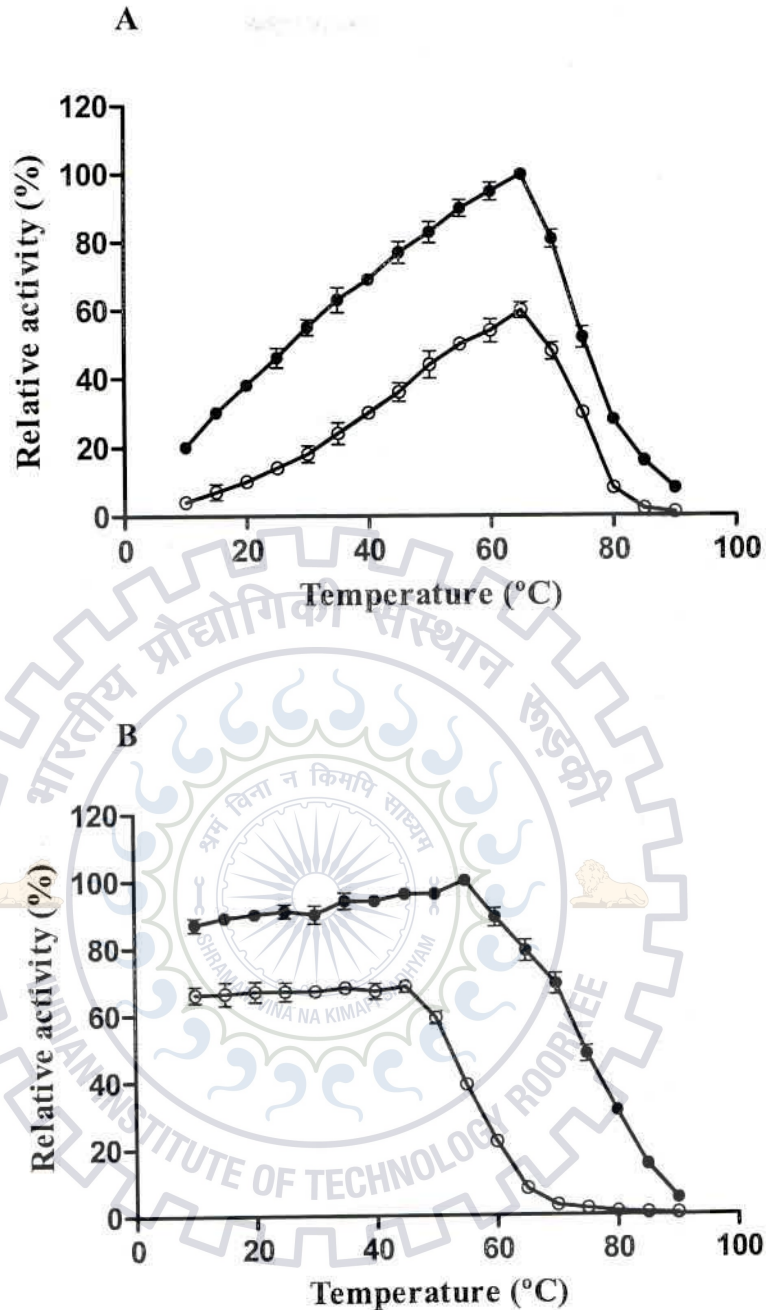 A
120
100
80
60
40
20
0
Relative activity (%)
0 20 40 60 80 100
Temperature (ºC)
भारतीय प्रौद्योगिकी संस्थान रूड़की
B
श्रमं विना न किमपि साध्यम
120
100
80
60
40
20
0
Relative activity (%)
SHRAMAM VINA NA KIMAPI SADHYAM
INDIAN INSTITUTE OF TECHNOLOGY ROORKEE
0 20 40 60 80 100
Temperature (ºC)